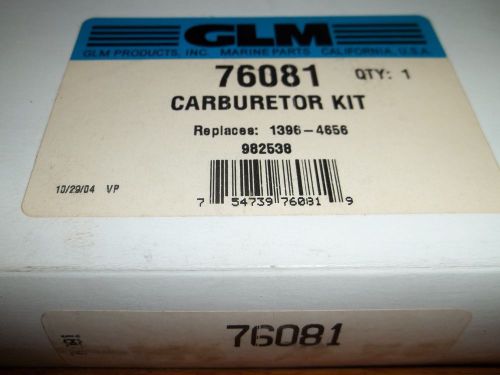 GLM
GLM PRODUCTS, INC. MARINE PARTS CALIFORNIA, U.S.A.
76081 QTY: 1
CARBURETOR KIT
Replaces: 1396-4656
982538
10/29/04 VP
7 54739 76081 9
76081